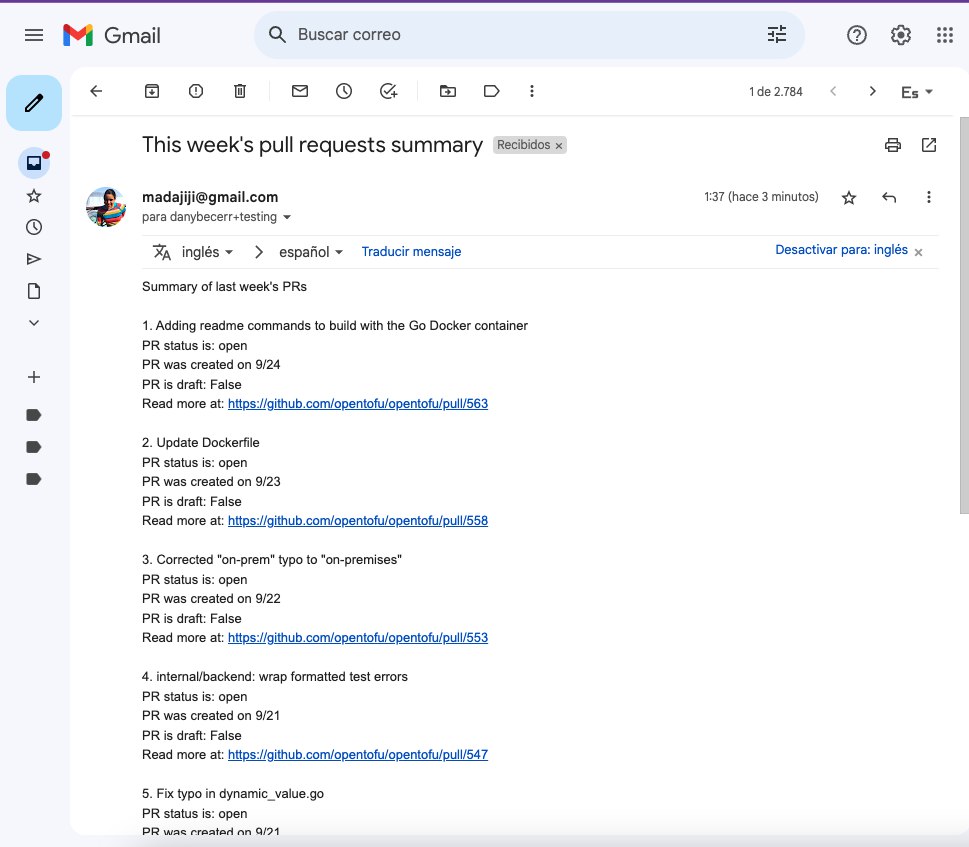 Gmail
Buscar correo
1 de 2.784
Es
This week's pull requests summary
Recibidos ×
madajiji@gmail.com
1:37 (hace 3 minutos)
para danybecerr+testing
inglés
español
Traducir mensaje
Desactivar para: inglés ×
Summary of last week's PRs
1. Adding readme commands to build with the Go Docker container
PR status is: open
PR was created on 9/24
PR is draft: False
Read more at: https://github.com/opentofu/opentofu/pull/563
2. Update Dockerfile
PR status is: open
PR was created on 9/23
PR is draft: False
Read more at: https://github.com/opentofu/opentofu/pull/558
3. Corrected "on-prem" typo to "on-premises"
PR status is: open
PR was created on 9/22
PR is draft: False
Read more at: https://github.com/opentofu/opentofu/pull/553
4. internal/backend: wrap formatted test errors
PR status is: open
PR was created on 9/21
PR is draft: False
Read more at: https://github.com/opentofu/opentofu/pull/547
5. Fix typo in dynamic_value.go
PR status is: open
PR was created on 9/21